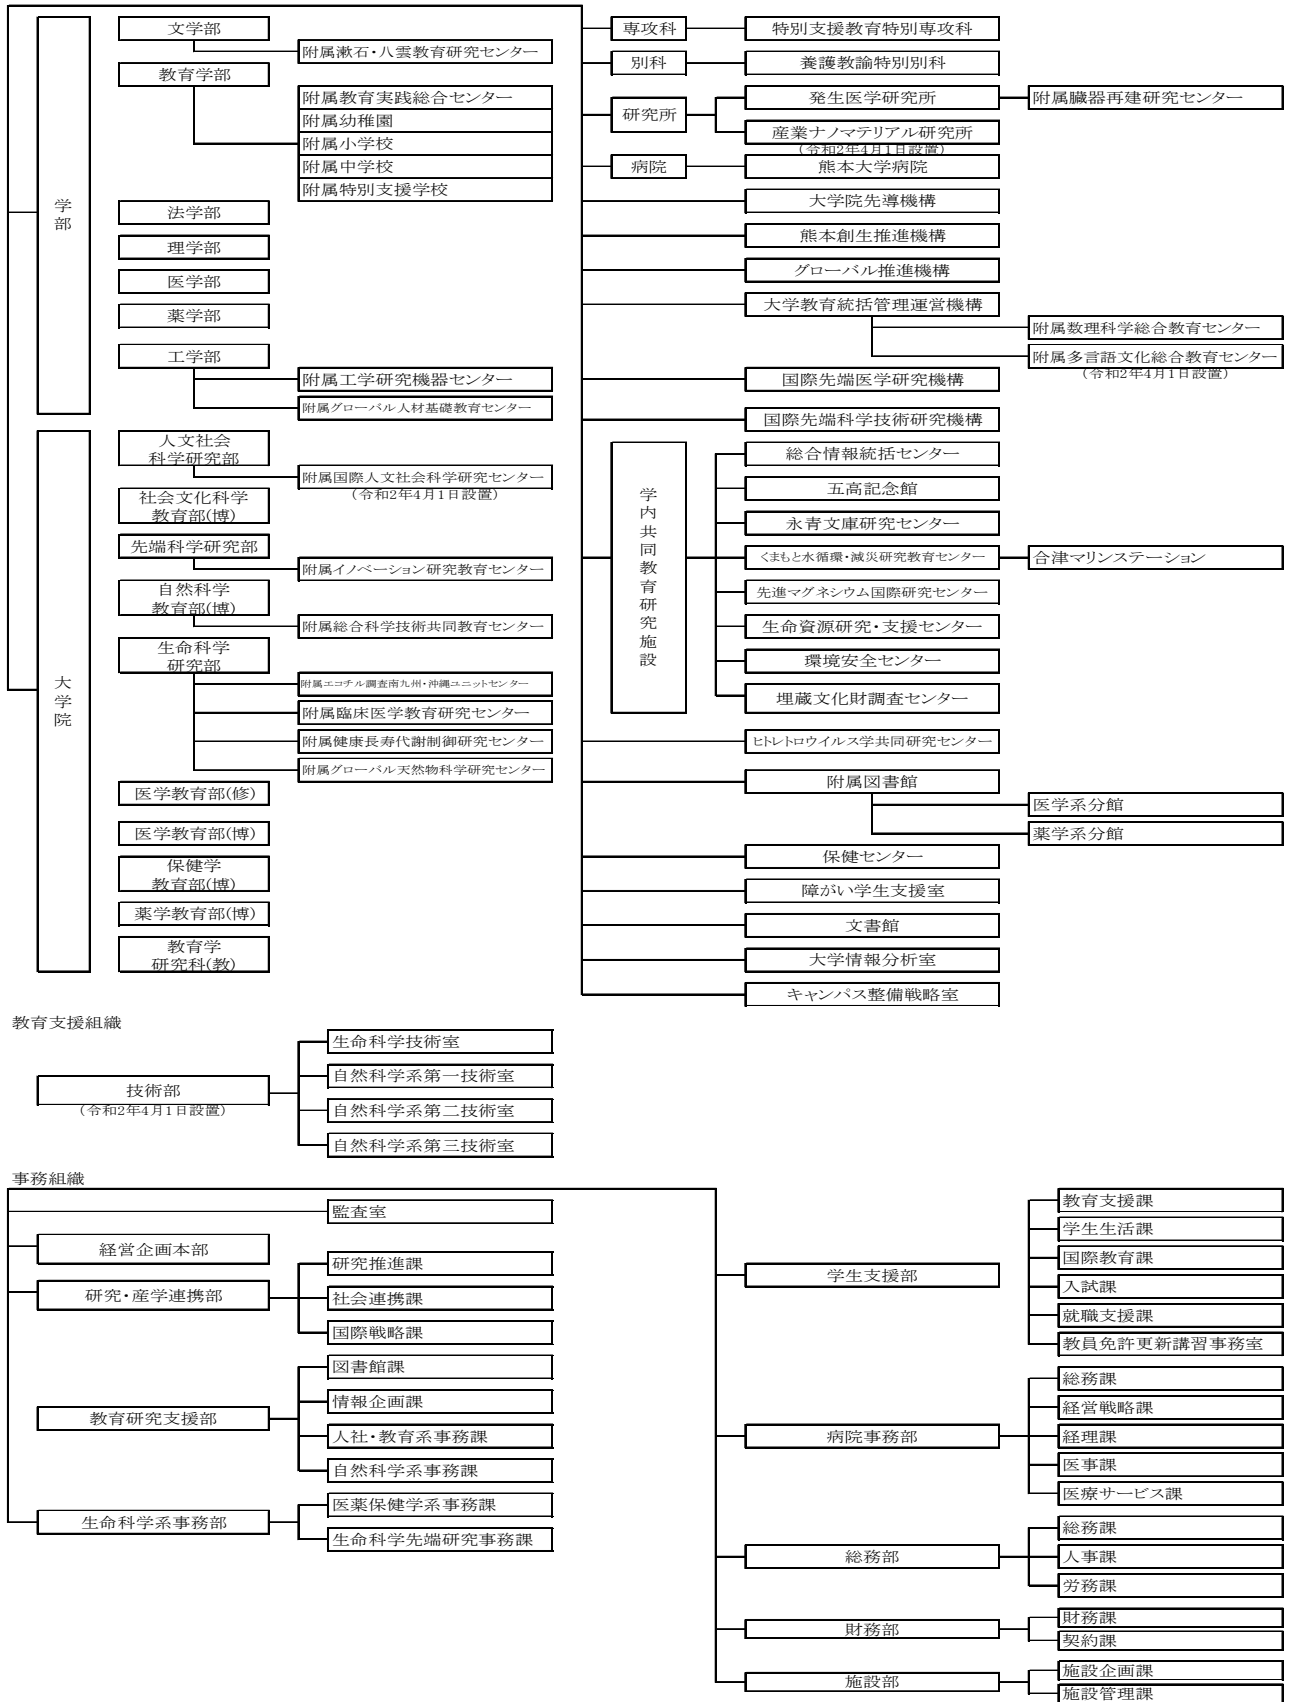 学部
文学部
附属漱石・八雲教育研究センター
教育学部
附属教育実践総合センター
附属幼稚園
附属小学校
附属中学校
附属特別支援学校
法学部
理学部
医学部
薬学部
工学部
附属工学研究機器センター
附属グローバル人材基礎教育センター
大学院
人文社会
科学研究部
附属国際人文社会科学研究センター
(令和2年4月1日設置)
社会文化科学
教育部(博)
先端科学研究部
附属イノベーション研究教育センター
自然科学
教育部(博)
附属総合科学技術共同教育センター
生命科学
研究部
附属エコチル調査南九州・沖縄ユニットセンター
附属臨床医学教育研究センター
附属健康長寿代謝制御研究センター
附属グローバル天然物科学研究センター
医学教育部(修)
医学教育部(博)
保健学
教育部(博)
薬学教育部(博)
教育学
研究科(教)
専攻科
特別支援教育特別専攻科
別科
養護教諭特別別科
研究所
発生医学研究所
附属臓器再建研究センター
産業ナノマテリアル研究所
(令和2年4月1日設置)
病院
熊本大学病院
大学院先導機構
熊本創生推進機構
グローバル推進機構
大学教育統括管理運営機構
附属数理科学総合教育センター
附属多言語文化総合教育センター
(令和2年4月1日設置)
国際先端医学研究機構
国際先端科学技術研究機構
学内共同教育研究施設
総合情報統括センター
五高記念館
永青文庫研究センター
くまもと水循環・減災研究教育センター
合津マリンステーション
先進マグネシウム国際研究センター
生命資源研究・支援センター
環境安全センター
埋蔵文化財調査センター
ヒトレトロウイルス学共同研究センター
附属図書館
医学系分館
薬学系分館
保健センター
障がい学生支援室
文書館
大学情報分析室
キャンパス整備戦略室
教育支援組織
技術部
(令和2年4月1日設置)
生命科学技術室
自然科学系第一技術室
自然科学系第二技術室
自然科学系第三技術室
事務組織
監査室
経営企画本部
研究・産学連携部
研究推進課
社会連携課
国際戦略課
教育研究支援部
図書館課
情報企画課
人社・教育系事務課
自然科学系事務課
生命科学系事務部
医薬保健学系事務課
生命科学先端研究事務課
学生支援部
教育支援課
学生生活課
国際教育課
入試課
就職支援課
教員免許更新講習事務室
病院事務部
総務課
経営戦略課
経理課
医事課
医療サービス課
総務部
総務課
人事課
労務課
財務部
財務課
契約課
施設部
施設企画課
施設管理課